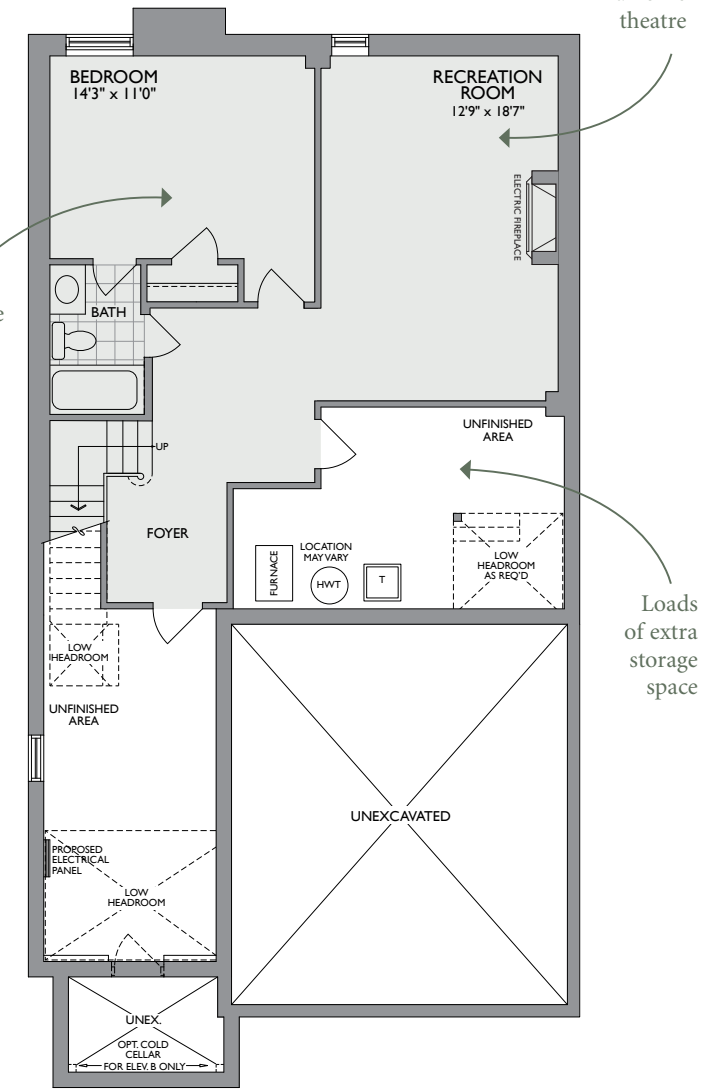 theatre
BEDROOM
14'3" x 11'0"
RECREATION
ROOM
12'9" x 18'7"
ELECTRIC FIREPLACE
BATH
UP
UNFINISHED
AREA
FOYER
FURNACE
LOCATION
MAY VARY
HWT
T
LOW
HEADROOM
AS REQ'D
Loads
of extra
storage
space
LOW
HEADROOM
UNFINISHED
AREA
UNEXCAVATED
PROPOSED
ELECTRICAL
PANEL
LOW
HEADROOM
UNEX.
OPT. COLD
CELLAR
FOR ELEV. B ONLY